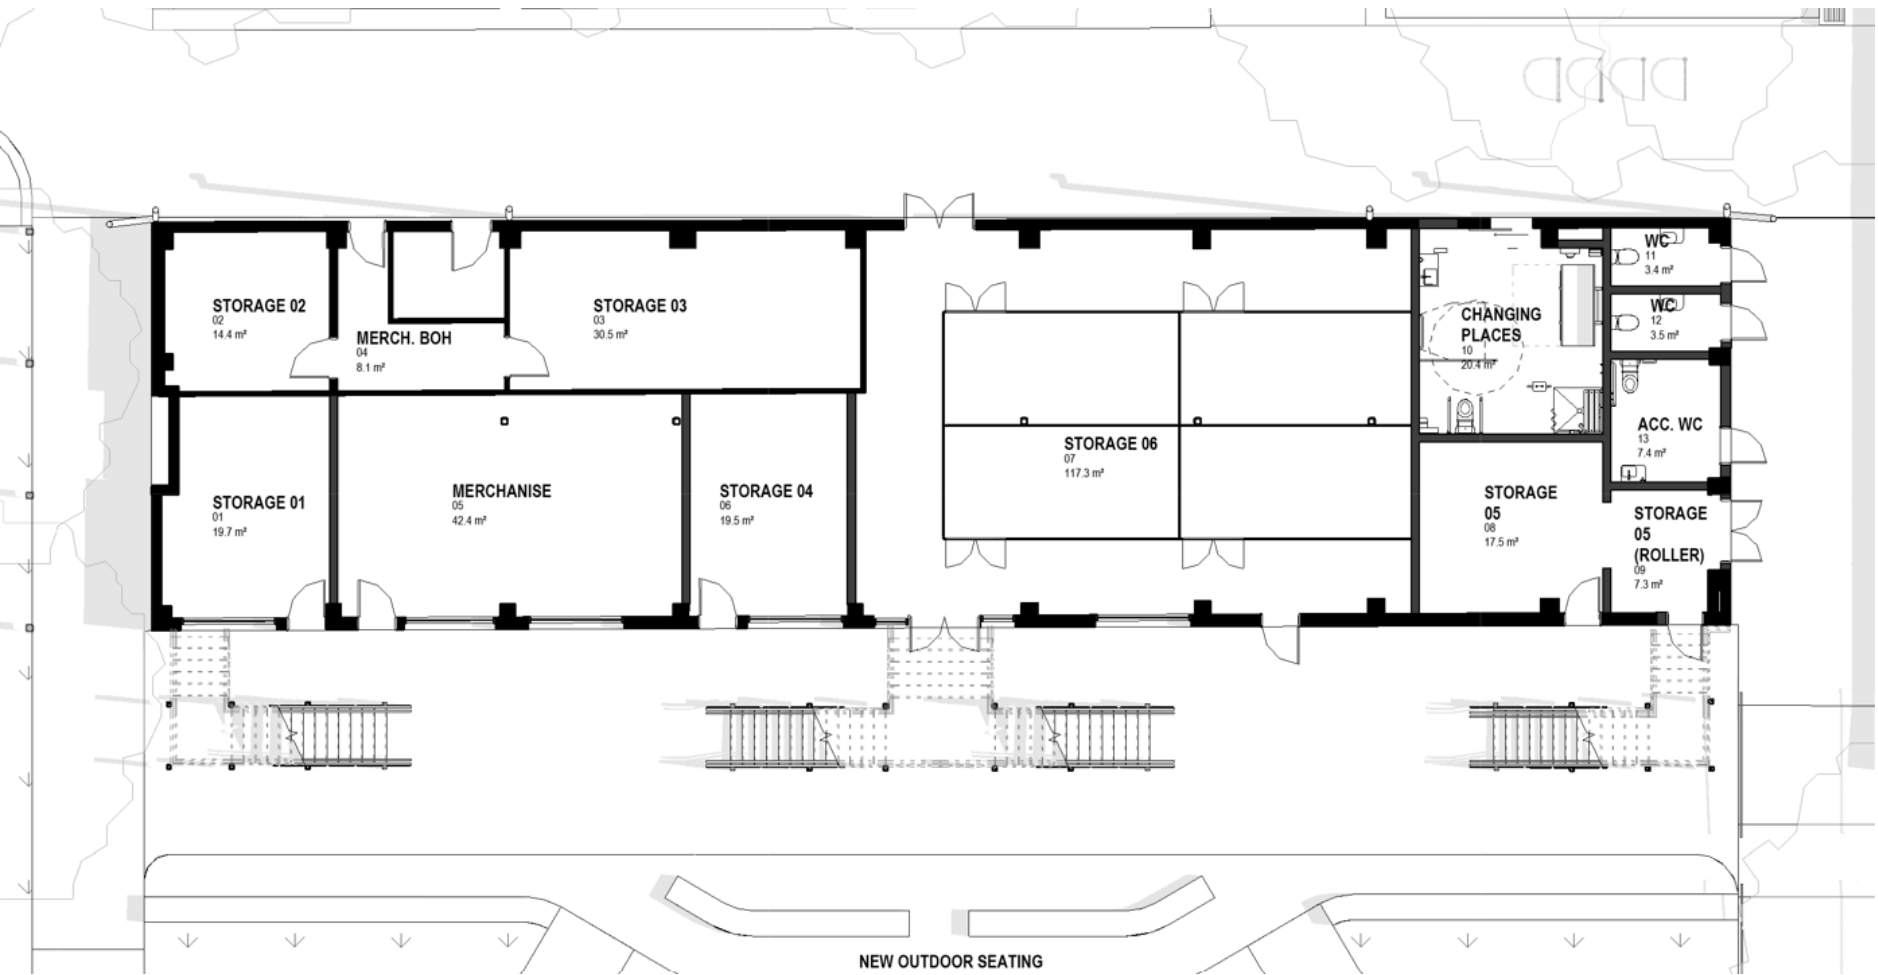 STORAGE 02
02
14.4 m²
MERCH. BOH
04
8.1 m²
STORAGE 03
03
30.5 m²
STORAGE 01
01
19.7 m²
MERCHANISE
05
42.4 m²
STORAGE 04
06
19.5 m²
STORAGE 06
07
117.3 m²
CHANGING
PLACES
10
20.4 m²
WC
11
3.4 m²
WC
12
3.5 m²
ACC. WC
13
7.4 m²
STORAGE
05
08
17.5 m²
STORAGE
05
(ROLLER)
09
7.3 m²
NEW OUTDOOR SEATING